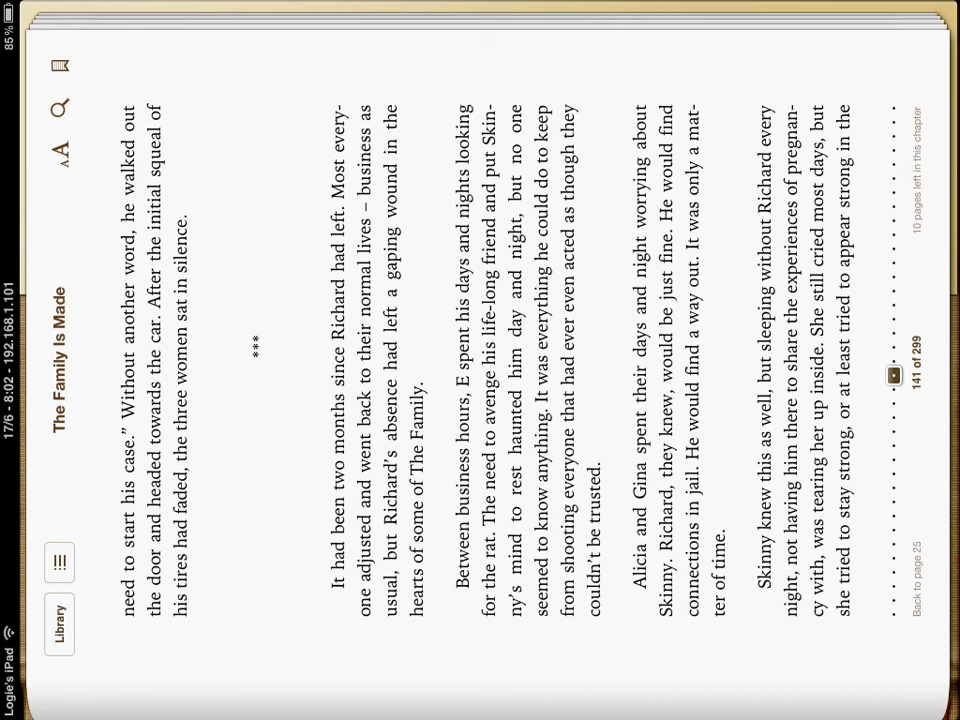 Logie's iPad
17/6 - 8:02 - 192.168.1.101
85%
Library
The Family Is Made
AA
need to start his case.” Without another word, he walked out
the door and headed towards the car. After the initial squeal of
his tires had faded, the three women sat in silence.
***
It had been two months since Richard had left. Most every-
one adjusted and went back to their normal lives – business as
usual, but Richard’s absence had left a gaping wound in the
hearts of some of The Family.
Between business hours, E spent his days and nights looking
for the rat. The need to avenge his life-long friend and put Skin-
ny’s mind to rest haunted him day and night, but no one
seemed to know anything. It was everything he could do to keep
from shooting everyone that had ever even acted as though they
couldn’t be trusted.
Alicia and Gina spent their days and night worrying about
Skinny. Richard, they knew, would be just fine. He would find
connections in jail. He would find a way out. It was only a mat-
ter of time.
Skinny knew this as well, but sleeping without Richard every
night, not having him there to share the experiences of pregnan-
cy with, was tearing her up inside. She still cried most days, but
she tried to stay strong, or at least tried to appear strong in the
Back to page 25
141 of 299
10 pages left in this chapter